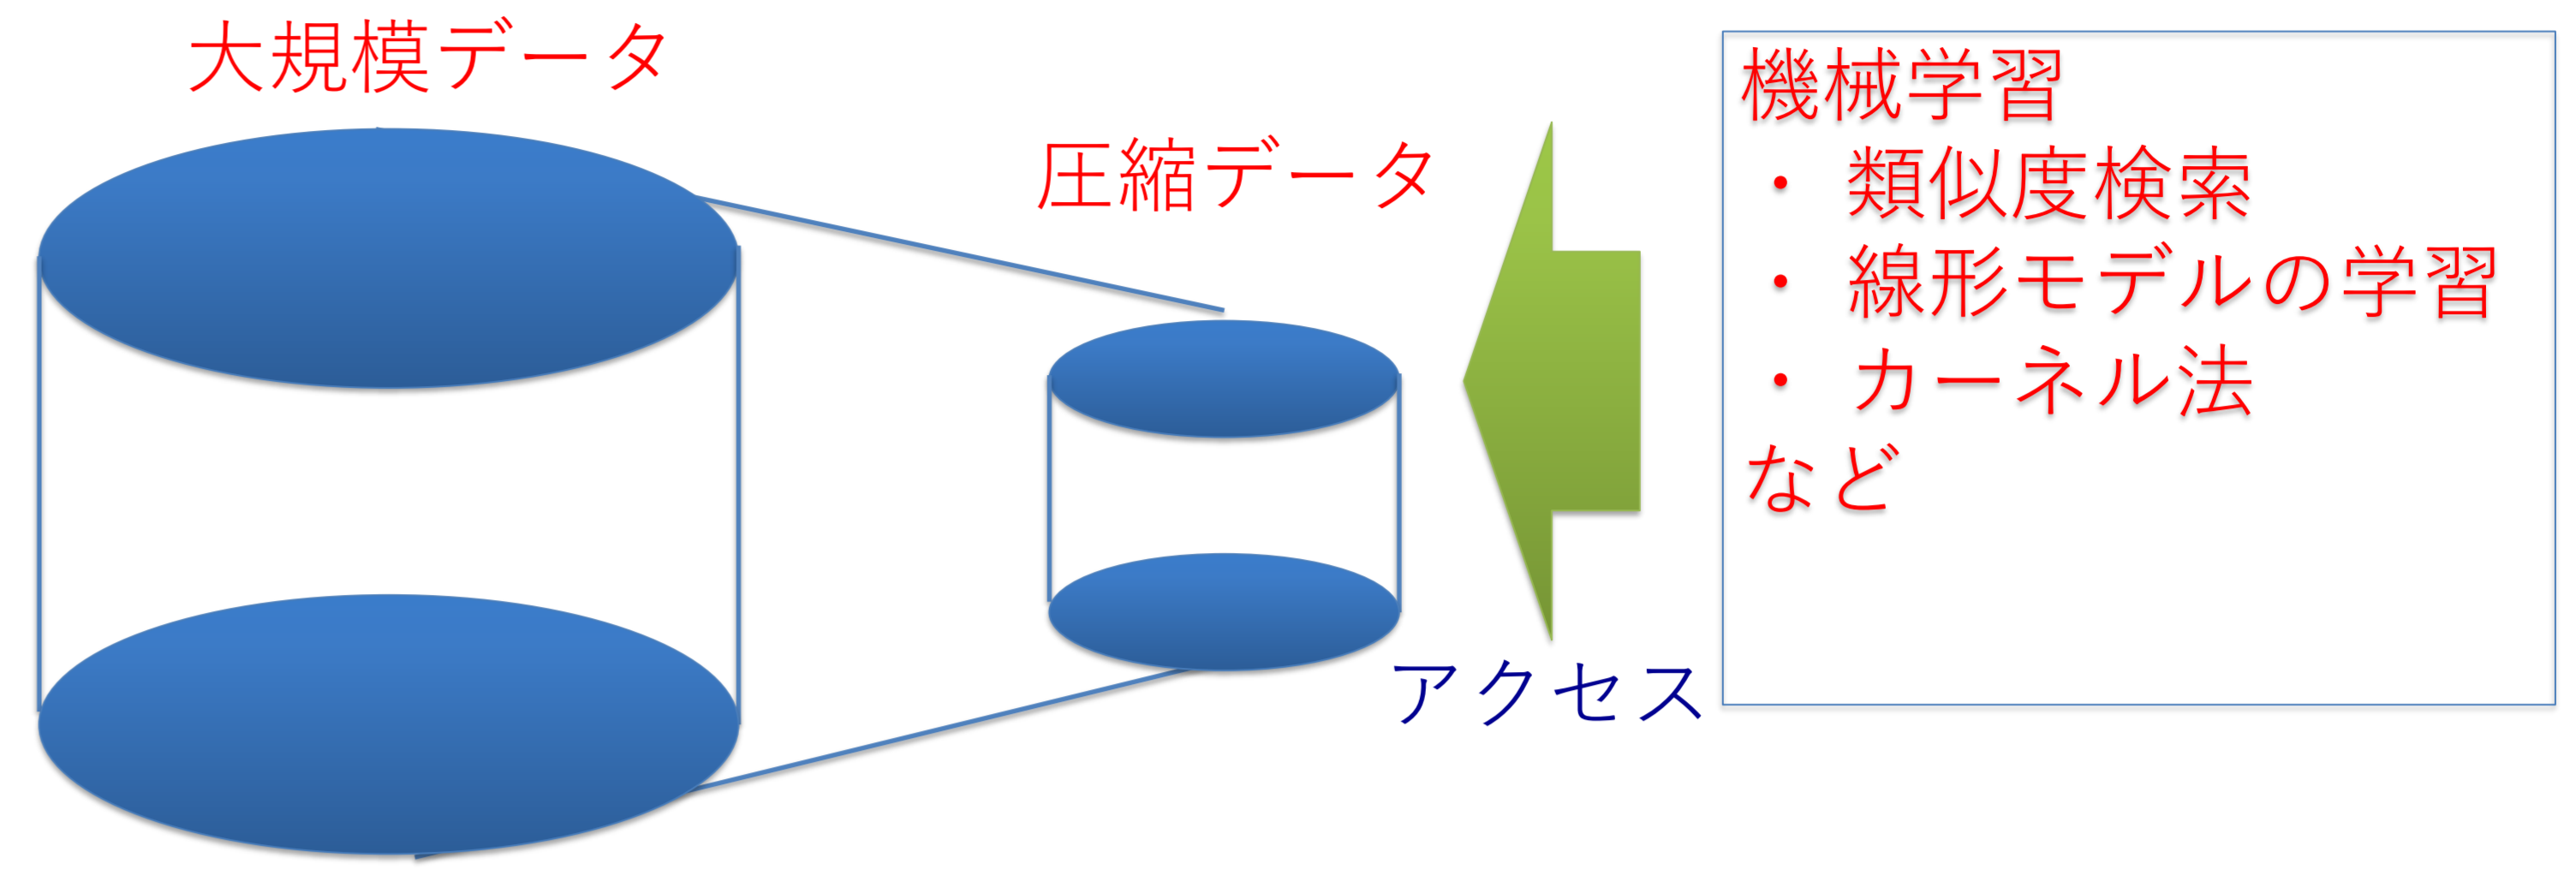 大規模データ
圧縮データ
アクセス
機械学習
・ 類似度検索
・ 線形モデルの学習
・ カーネル法
など